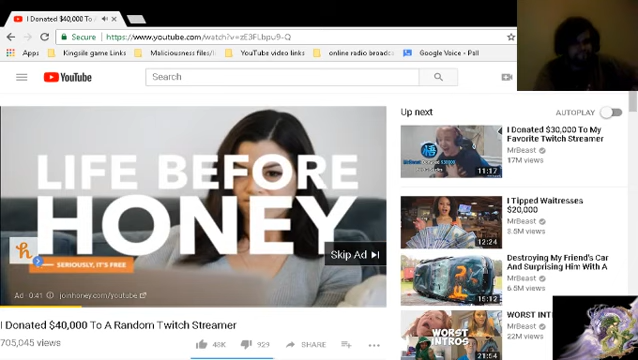 I Donated $40,000 To A
Secure
https://www.youtube.com/watch?v=zE3FLbpu9-Q
Apps
Kingsile game Links
Maliciousness files/l
YouTube video links
online radio broadca
Google Voice - Psll
YouTube
Search
LIFE BEFORE
HONEY
h
SERIOUSLY, IT'S FREE
Skip Ad
Ad · 0:41
joinhoney.com/youtube
I Donated $40,000 To A Random Twitch Streamer
705,045 views
48K
929
SHARE
Up next
AUTOPLAY
11:17
I Donated $30,000 To My
Favorite Twitch Streamer
MrBeast
17M views
12:24
I Tipped Waitresses
$20,000
MrBeast
3.5M views
15:12
Destroying My Friend's Car
And Surprising Him With A
MrBeast
6.5M views
WORST
INTROS
21:54
WORST INT
MrBeast
22M views